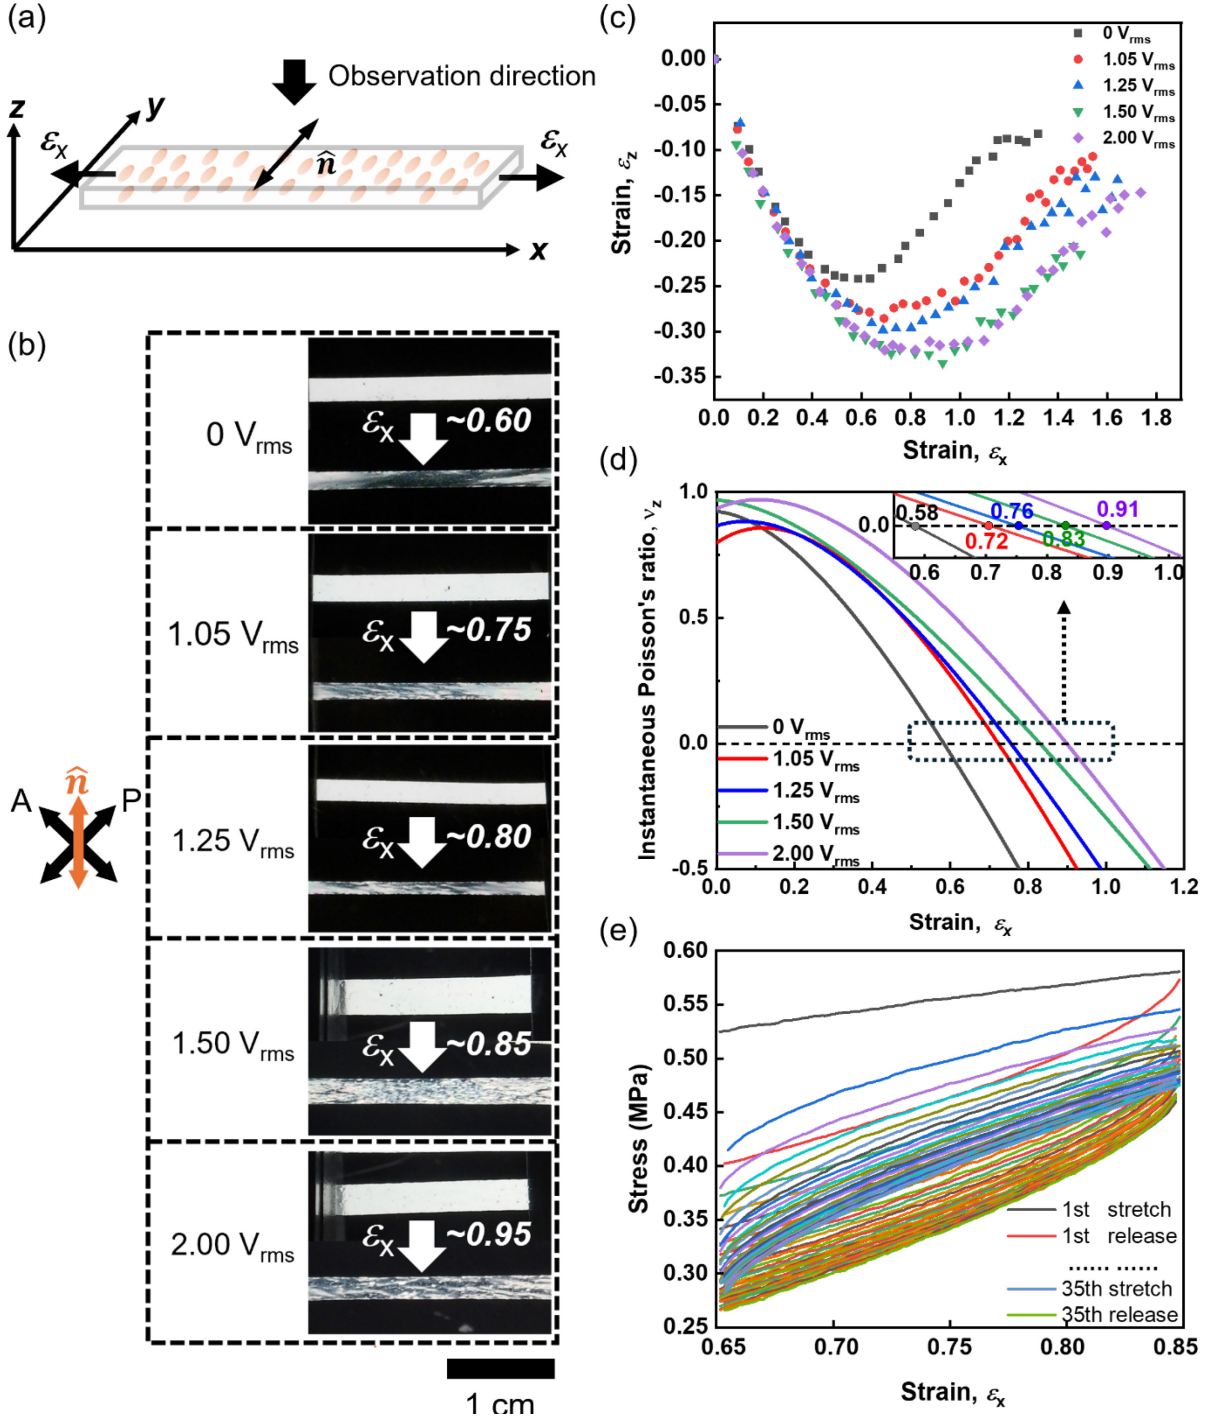 (a)
Observation direction
z
y
εx
n̂
εx
x
(b)
0 Vrms
εx ~0.60
1.05 Vrms
εx ~0.75
n̂
A P
1.25 Vrms
εx ~0.80
1.50 Vrms
εx ~0.85
2.00 Vrms
εx ~0.95
1 cm
(c)
0.00
-0.05
-0.10
-0.15
-0.20
-0.25
-0.30
-0.35
Strain, εz
0 Vrms
1.05 Vrms
1.25 Vrms
1.50 Vrms
2.00 Vrms
0.0 0.2 0.4 0.6 0.8 1.0 1.2 1.4 1.6 1.8
Strain, εx
(d)
1.0
0.5
0.0
-0.5
Instantaneous Poisson's ratio, νz
0.0
0.58
0.72
0.76
0.83
0.91
0.6 0.7 0.8 0.9 1.0
0 Vrms
1.05 Vrms
1.25 Vrms
1.50 Vrms
2.00 Vrms
0.0 0.2 0.4 0.6 0.8 1.0 1.2
Strain, εx
(e)
0.60
0.55
0.50
0.45
0.40
0.35
0.30
0.25
Stress (MPa)
1st stretch
1st release
...... ......
35th stretch
35th release
0.65 0.70 0.75 0.80 0.85
Strain, εx